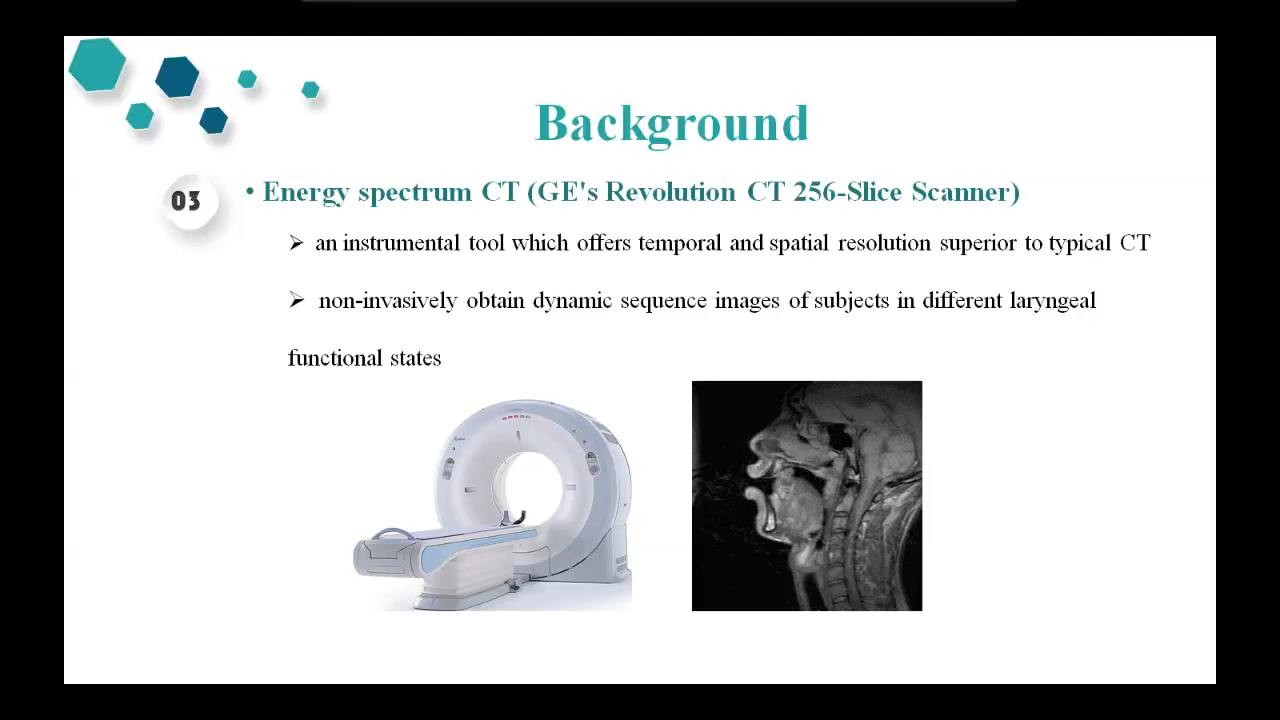 Background
03
• Energy spectrum CT (GE's Revolution CT 256-Slice Scanner)
➢ an instrumental tool which offers temporal and spatial resolution superior to typical CT
➢ non-invasively obtain dynamic sequence images of subjects in different laryngeal
functional states